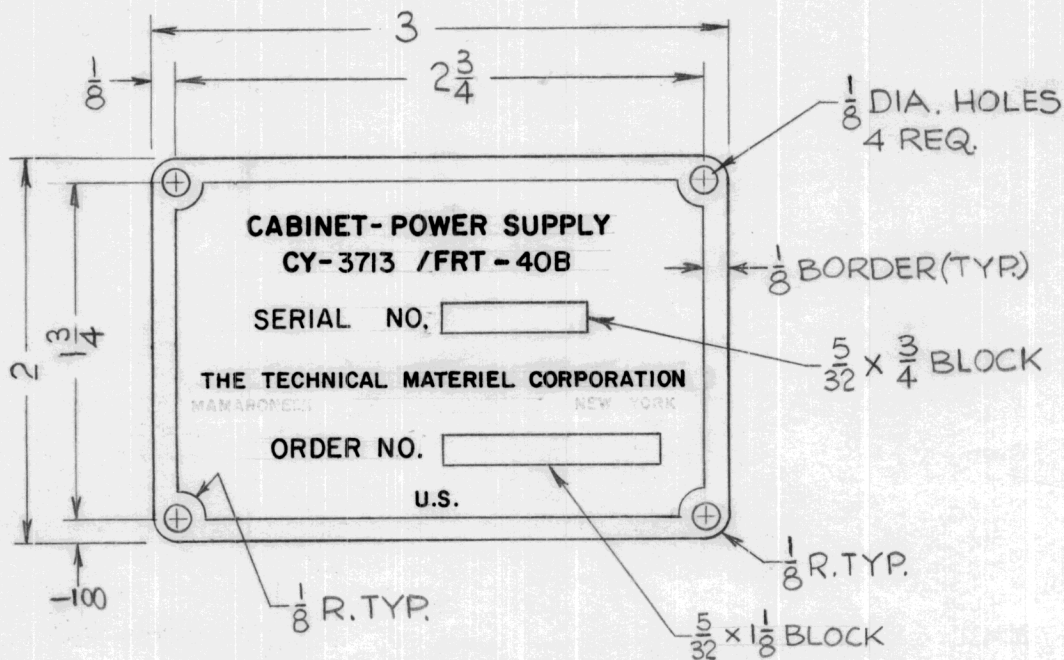 3
1/8
2 3/4
1/8 DIA. HOLES
4 REQ.
CABINET-POWER SUPPLY
CY-3713 /FRT-40B
1/8 BORDER (TYP.)
SERIAL NO.
2
1 3/4
5/32 x 3/4 BLOCK
THE TECHNICAL MATERIEL CORPORATION
MAMARONECK NEW YORK
ORDER NO.
U.S.
1/8
1/8 R. TYP.
1/8 R. TYP.
5/32 x 1 1/8 BLOCK